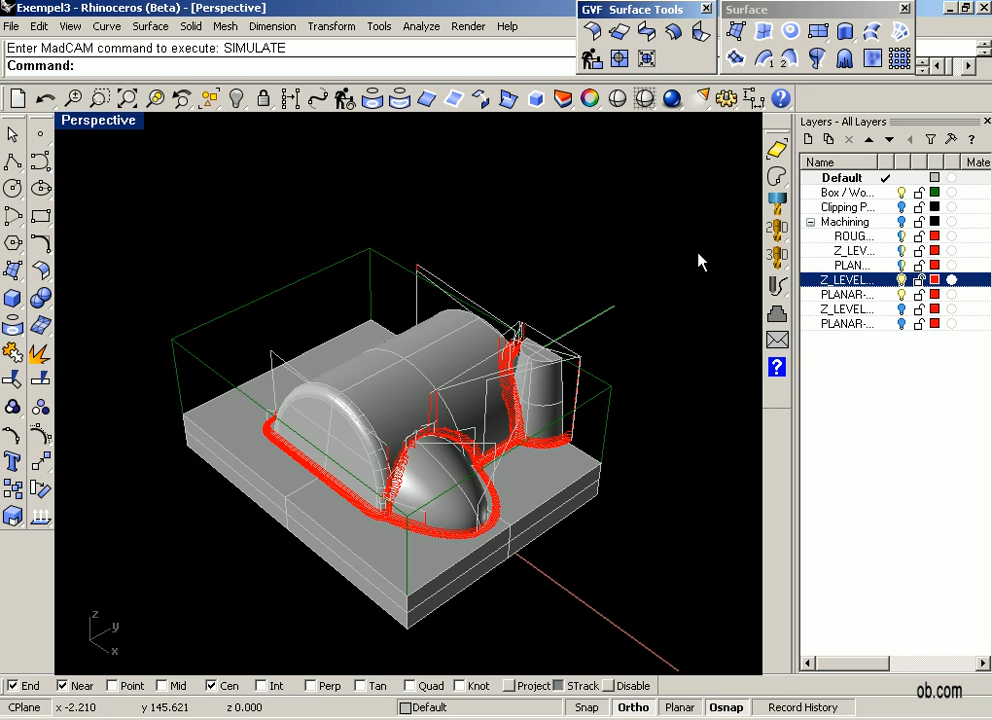 Exempel3 - Rhinoceros (Beta) - [Perspective]
File Edit View Curve Surface Solid Mesh Dimension Transform Tools Analyze Render Help
Enter MadCAM command to execute: SIMULATE
Command:
GVF Surface Tools
Surface
Perspective
Layers - All Layers
Name Mate
Default
Box / Wo...
Clipping P...
Machining
ROUG...
Z_LEV...
PLAN...
Z_LEVEL...
PLANAR-...
Z_LEVEL...
PLANAR-...
z
y
x
End Near Point Mid Cen Int Perp Tan Quad Knot Project STrack Disable
CPlane x -2.210 y 145.621 z 0.000 Default Snap Ortho Planar Osnap Record History
ob.com